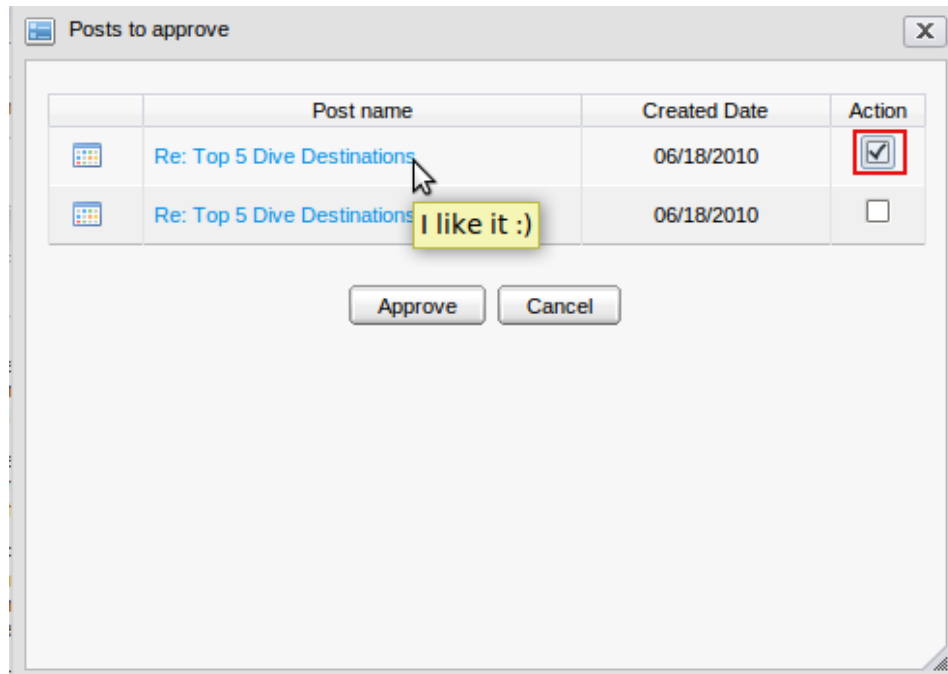 Posts to approve
Post name Created Date Action
Re: Top 5 Dive Destinations 06/18/2010
Re: Top 5 Dive Destinations 06/18/2010
I like it :)
Approve Cancel